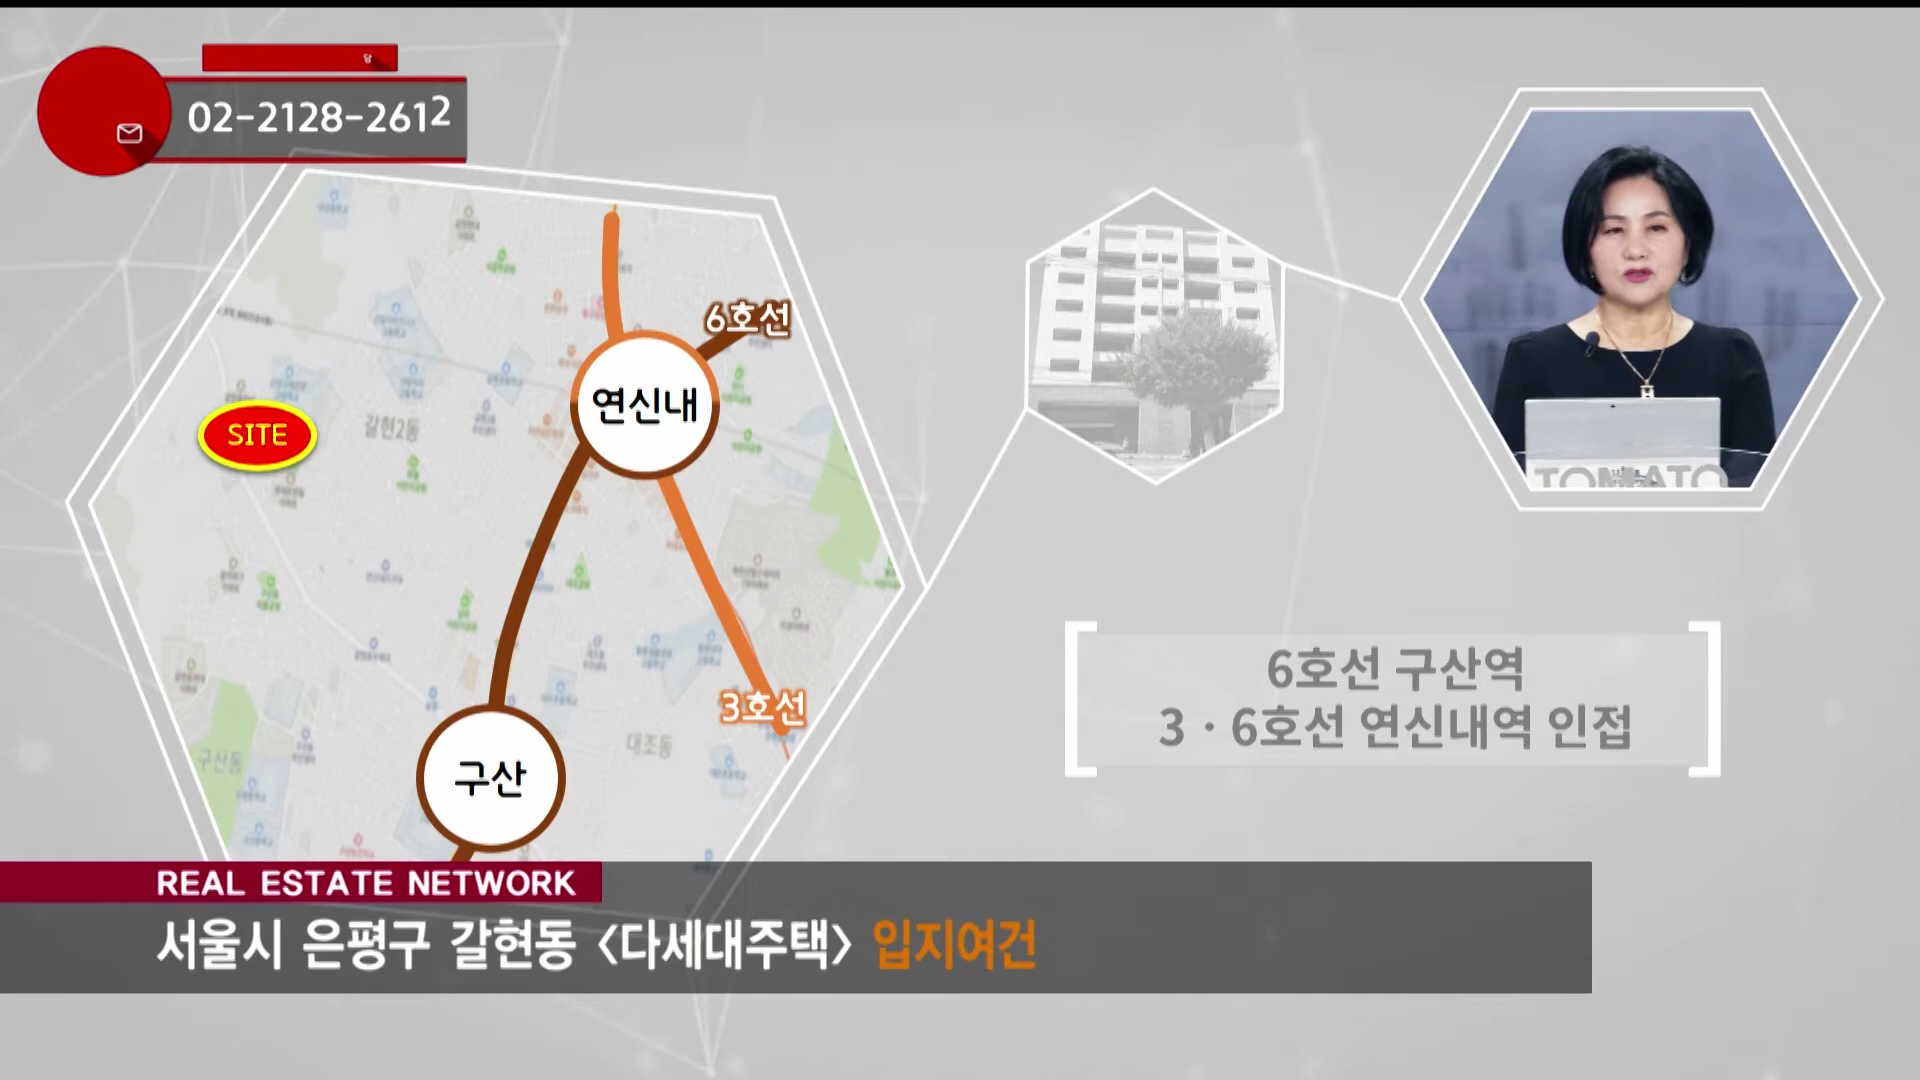 02-2128-2612
6호선
연신내
SITE
갈현2동
3호선
대조동
구산동
구산
TOMATO
6호선 구산역
3 · 6호선 연신내역 인접
REAL ESTATE NETWORK
서울시 은평구 갈현동 <다세대주택> 입지여건